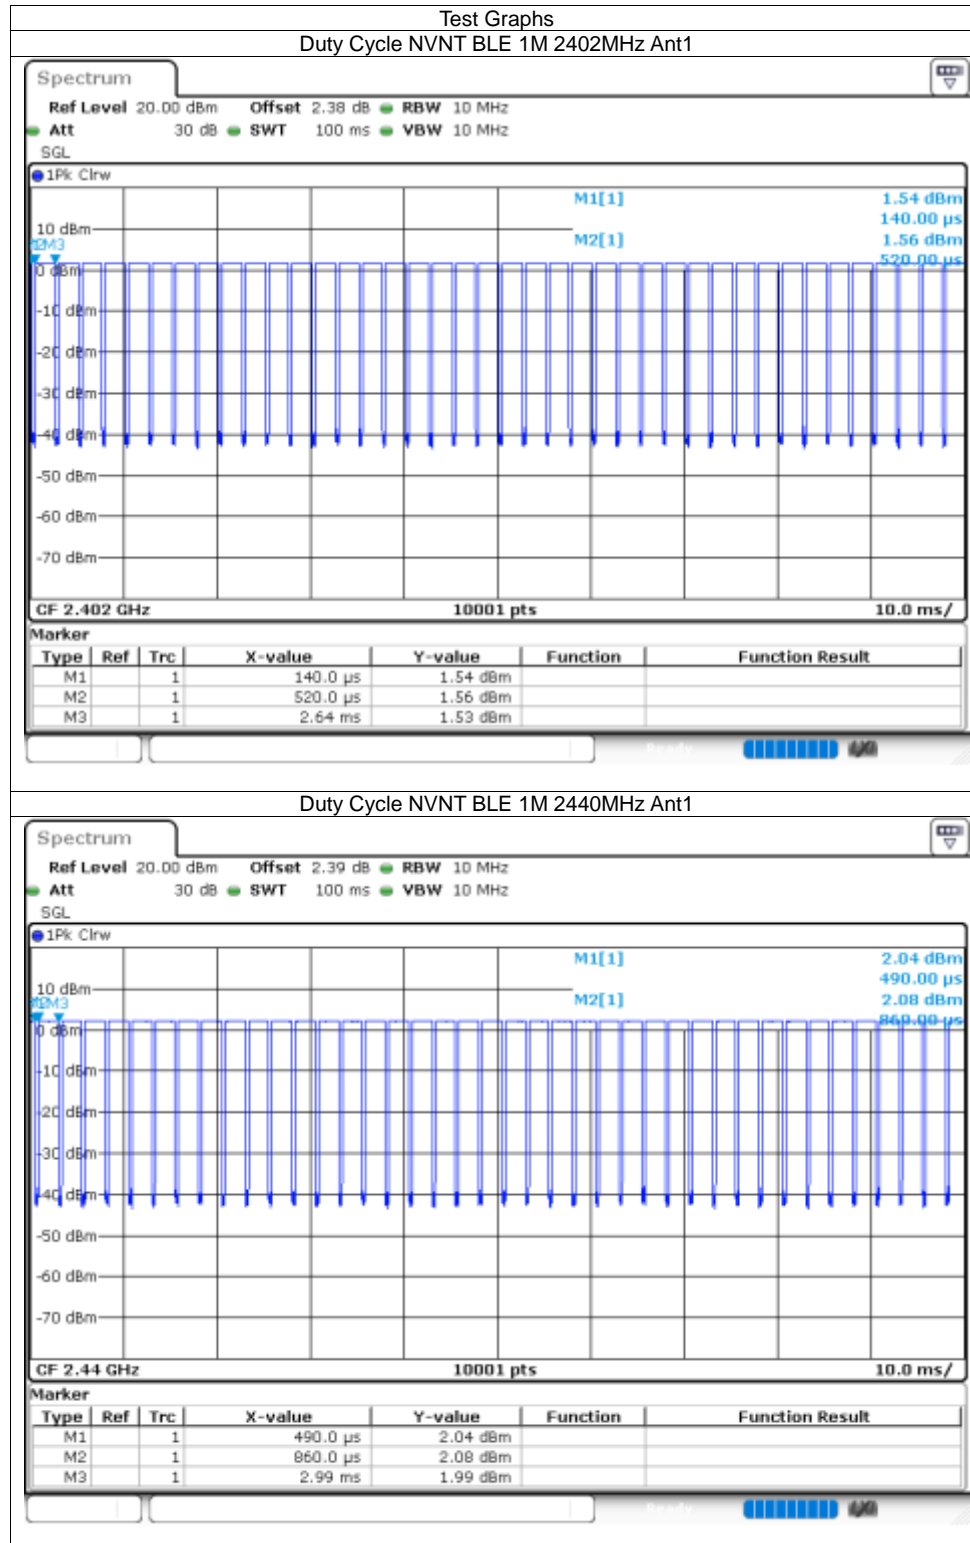 Test Graphs
Duty Cycle NVNT BLE 1M 2402MHz Ant1
Spectrum
Ref Level 20.00 dBm Offset 2.38 dB RBW 10 MHz
Att 30 dB SWT 100 ms VBW 10 MHz
SGL
1Pk Clrw
M1[1] 1.54 dBm
140.00 µs
10 dBm
M2[1] 1.56 dBm
520.00 µs
M3
0 dBm
-10 dBm
-20 dBm
-30 dBm
-40 dBm
-50 dBm
-60 dBm
-70 dBm
CF 2.402 GHz 10001 pts 10.0 ms/
Marker
Type Ref Trc X-value Y-value Function Function Result
M1 1 140.0 µs 1.54 dBm
M2 1 520.0 µs 1.56 dBm
M3 1 2.64 ms 1.53 dBm
Ready
Duty Cycle NVNT BLE 1M 2440MHz Ant1
Spectrum
Ref Level 20.00 dBm Offset 2.39 dB RBW 10 MHz
Att 30 dB SWT 100 ms VBW 10 MHz
SGL
1Pk Clrw
M1[1] 2.04 dBm
490.00 µs
10 dBm
M2[1] 2.08 dBm
860.00 µs
M3
0 dBm
-10 dBm
-20 dBm
-30 dBm
-40 dBm
-50 dBm
-60 dBm
-70 dBm
CF 2.44 GHz 10001 pts 10.0 ms/
Marker
Type Ref Trc X-value Y-value Function Function Result
M1 1 490.0 µs 2.04 dBm
M2 1 860.0 µs 2.08 dBm
M3 1 2.99 ms 1.99 dBm